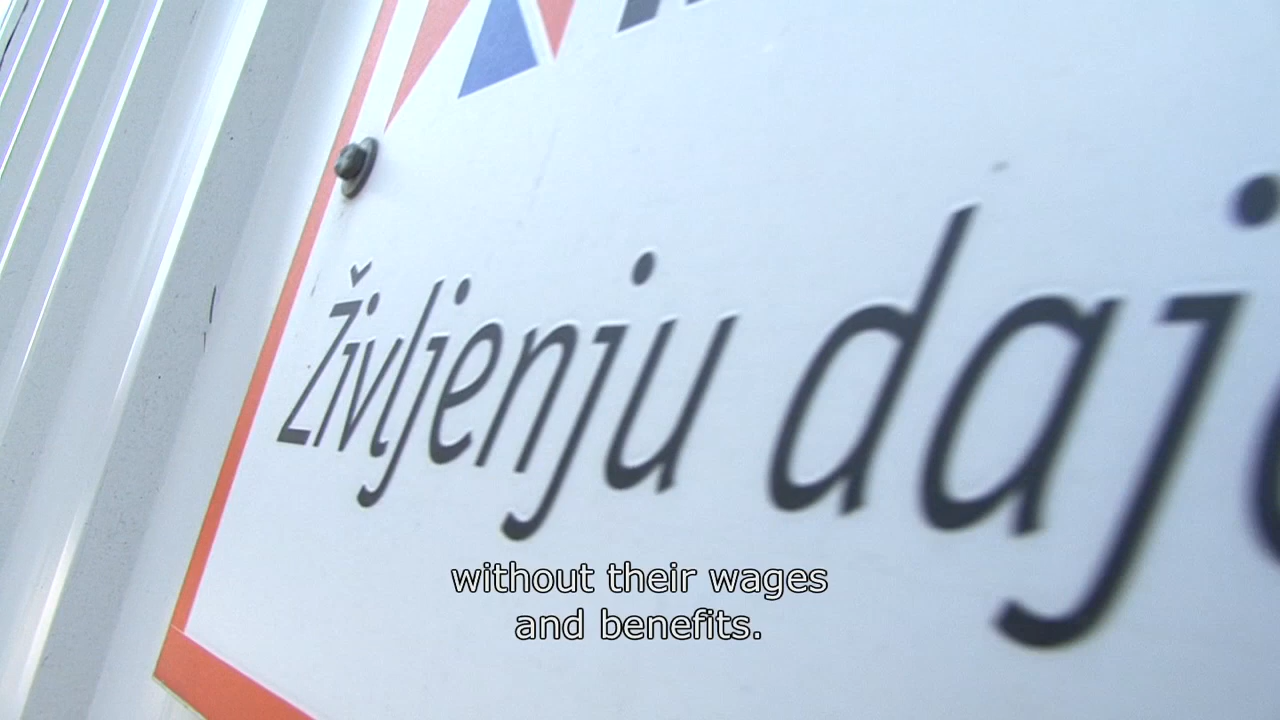 Življenju daj
without their wages
and benefits.